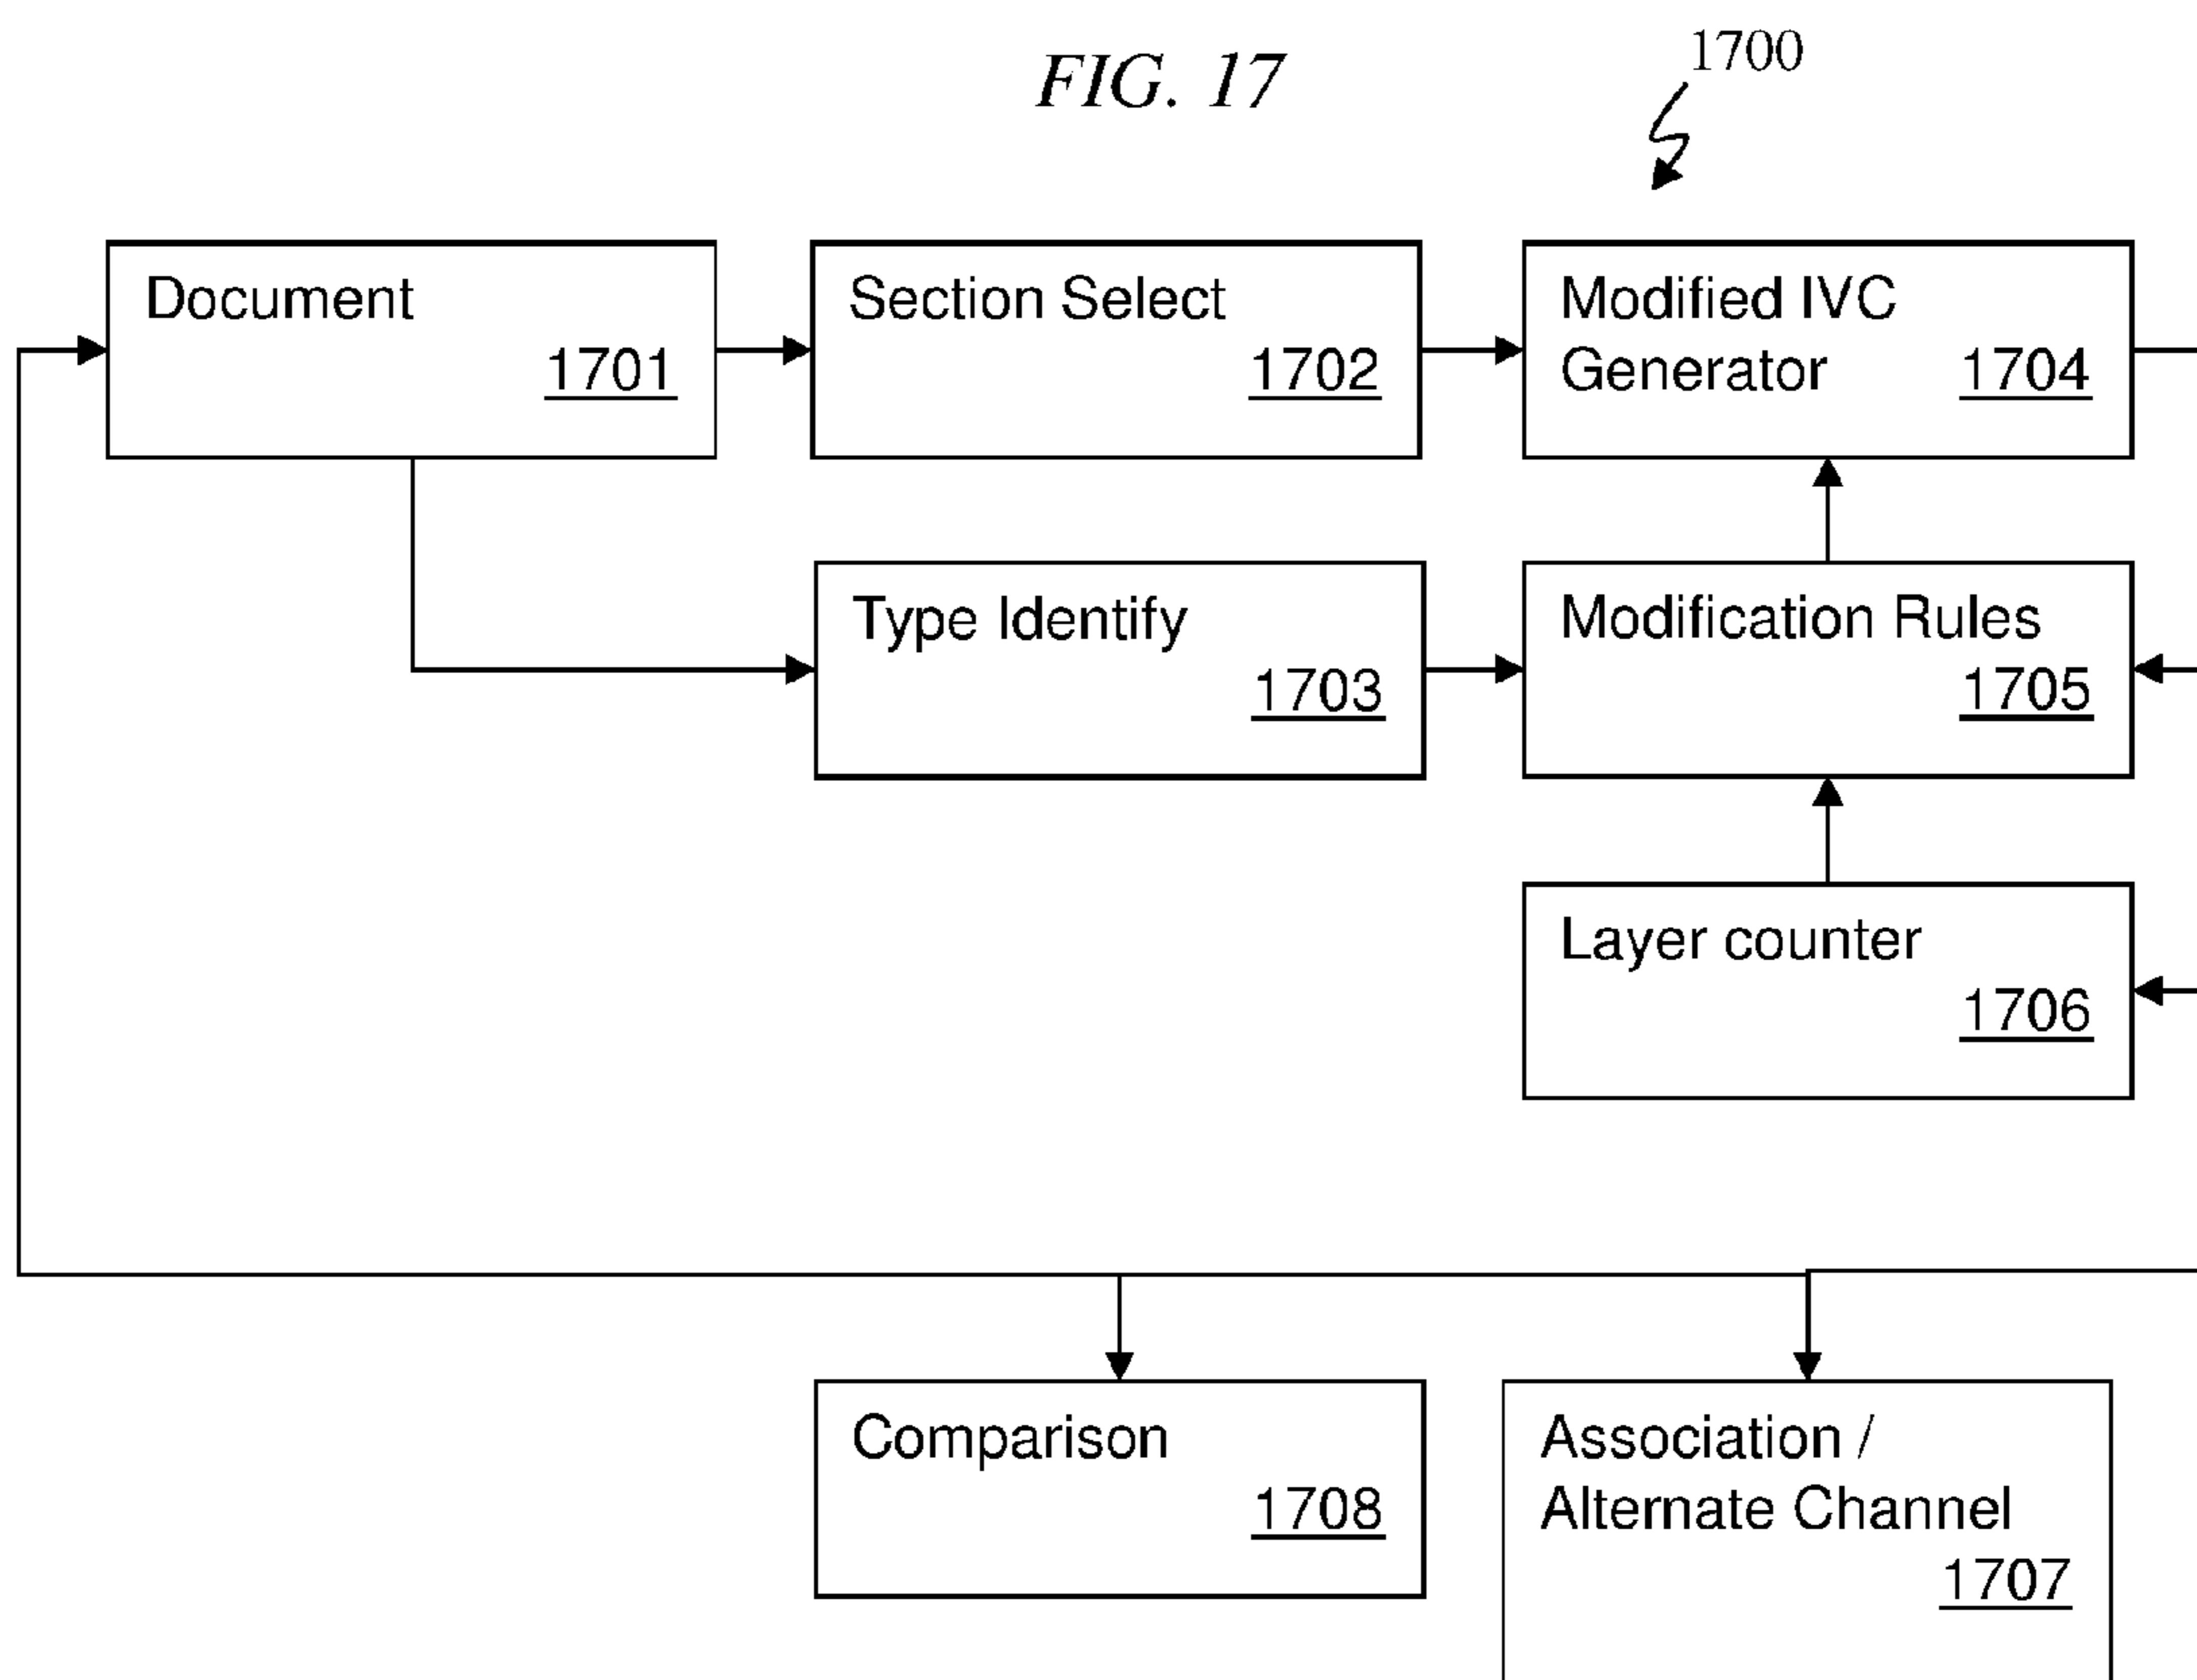 FIG. 17
1700
Document
1701
Section Select
1702
Modified IVC
Generator 1704
Type Identify
1703
Modification Rules
1705
Layer counter
1706
Comparison
1708
Association /
Alternate Channel
1707